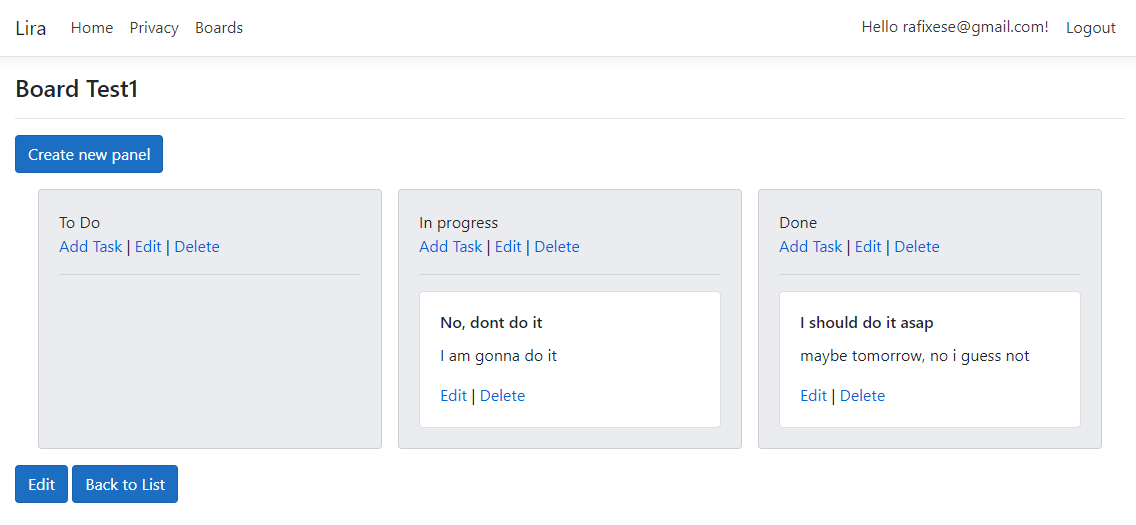 Lira Home Privacy Boards Hello rafixese@gmail.com! Logout
Board Test1
Create new panel
To Do
Add Task | Edit | Delete
In progress
Add Task | Edit | Delete
No, dont do it
I am gonna do it
Edit | Delete
Done
Add Task | Edit | Delete
I should do it asap
maybe tomorrow, no i guess not
Edit | Delete
Edit Back to List